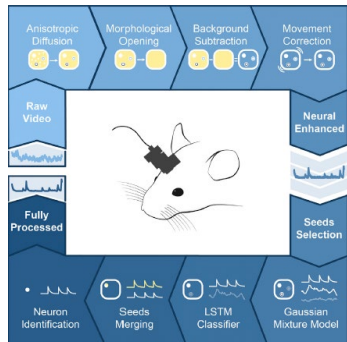 Anisotropic
Diffusion
Morphological
Opening
Background
Subtraction
Movement
Correction
Raw
Video
Neural
Enhanced
Fully
Processed
Seeds
Selection
Neuron
Identification
Seeds
Merging
LSTM
Classifier
Gaussian
Mixture Model